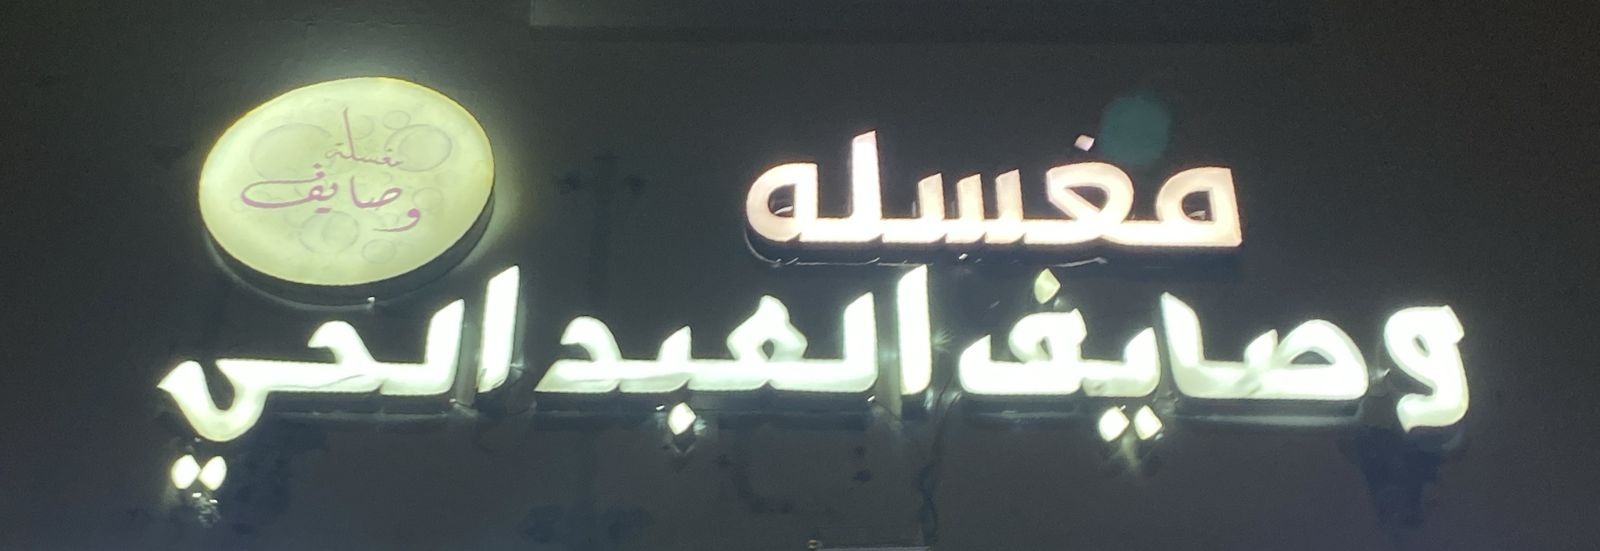 مغسلة
وصايف
مغسله
وصايف العبدالحي